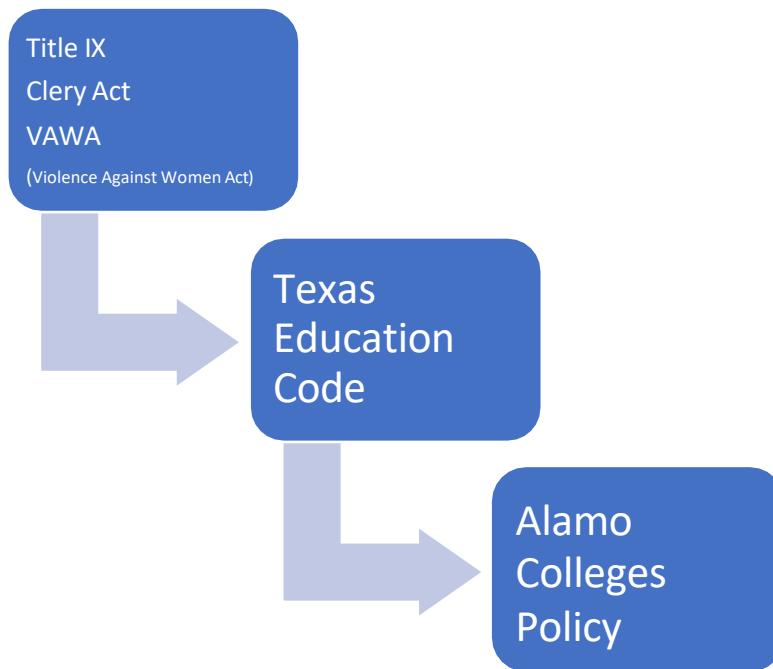 Title IX
Clery Act
VAWA
(Violence Against Women Act)
Texas
Education
Code
Alamo
Colleges
Policy